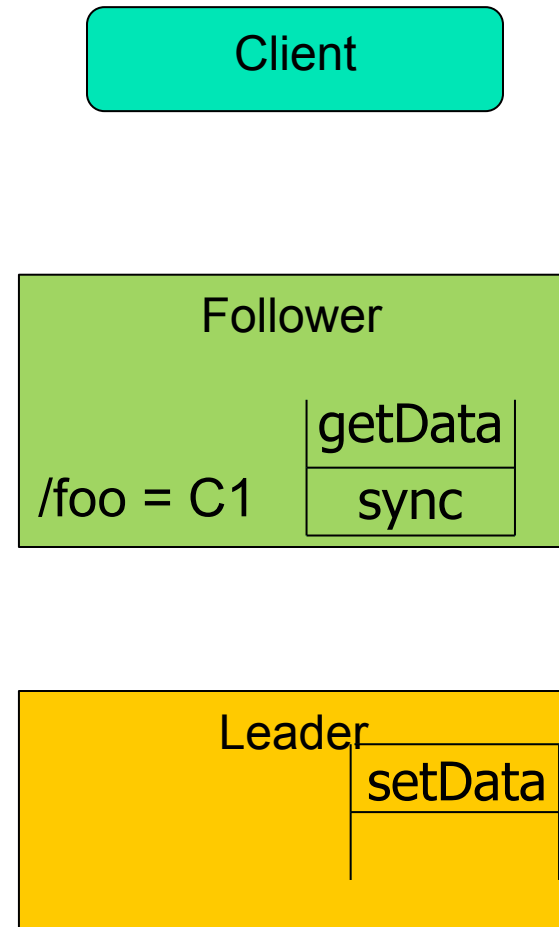 Client
Follower
getData
/foo = C1
sync
Leader
setData